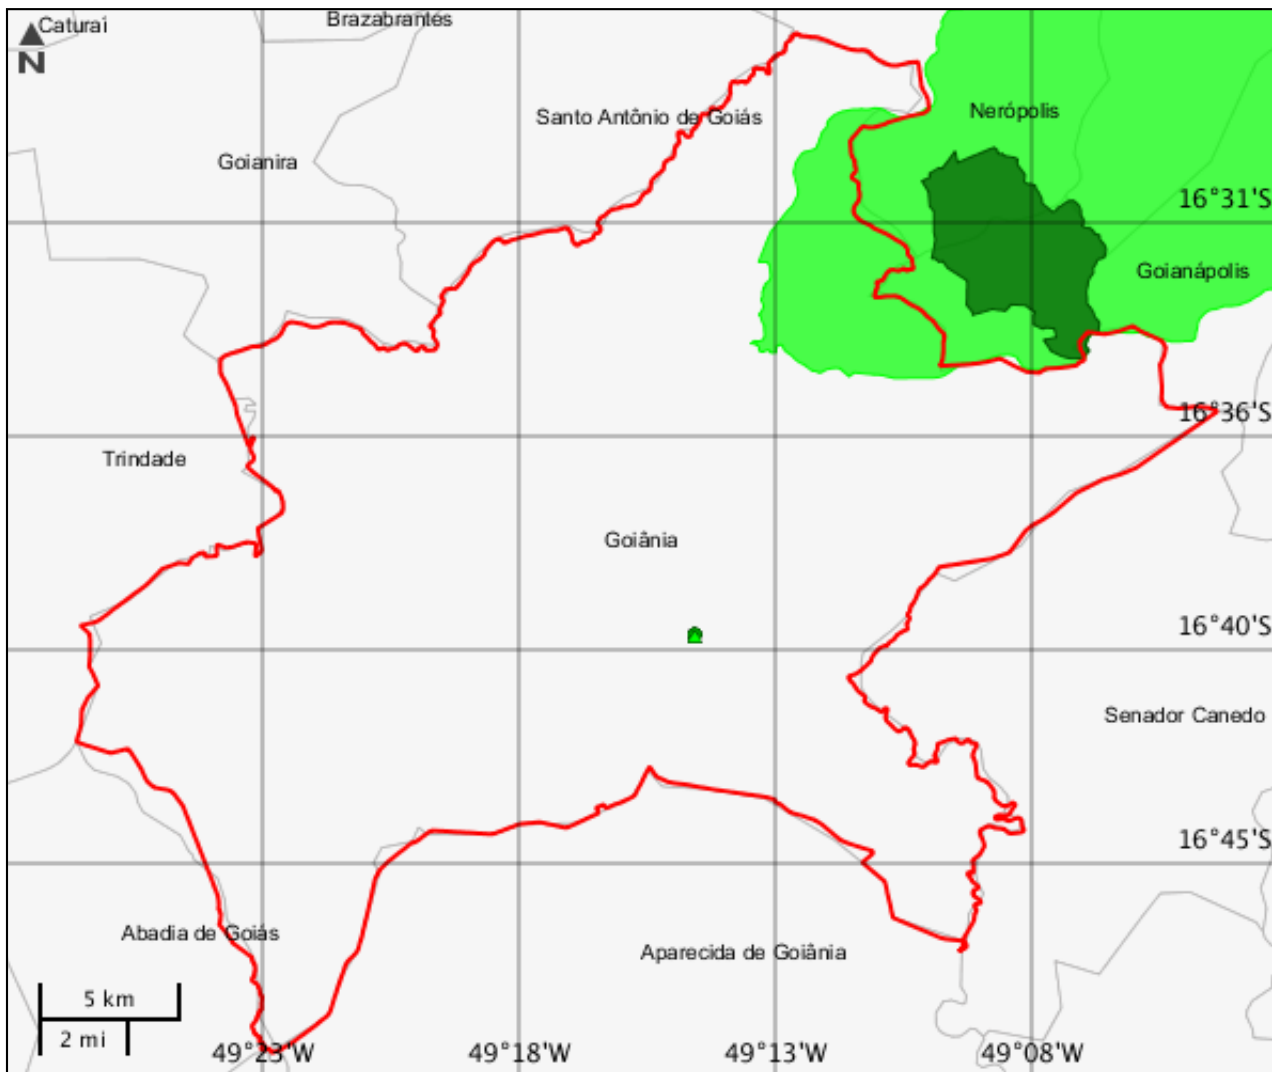 Caturaí
Brazabrantes
N
Santo Antônio de Goiás
Nerópolis
Goianira
16°31'S
Goianápolis
16°36'S
Trindade
Goiânia
16°40'S
Senador Canedo
16°45'S
Abadia de Goiás
Aparecida de Goiânia
5 km
2 mi
49°23'W
49°18'W
49°13'W
49°08'W